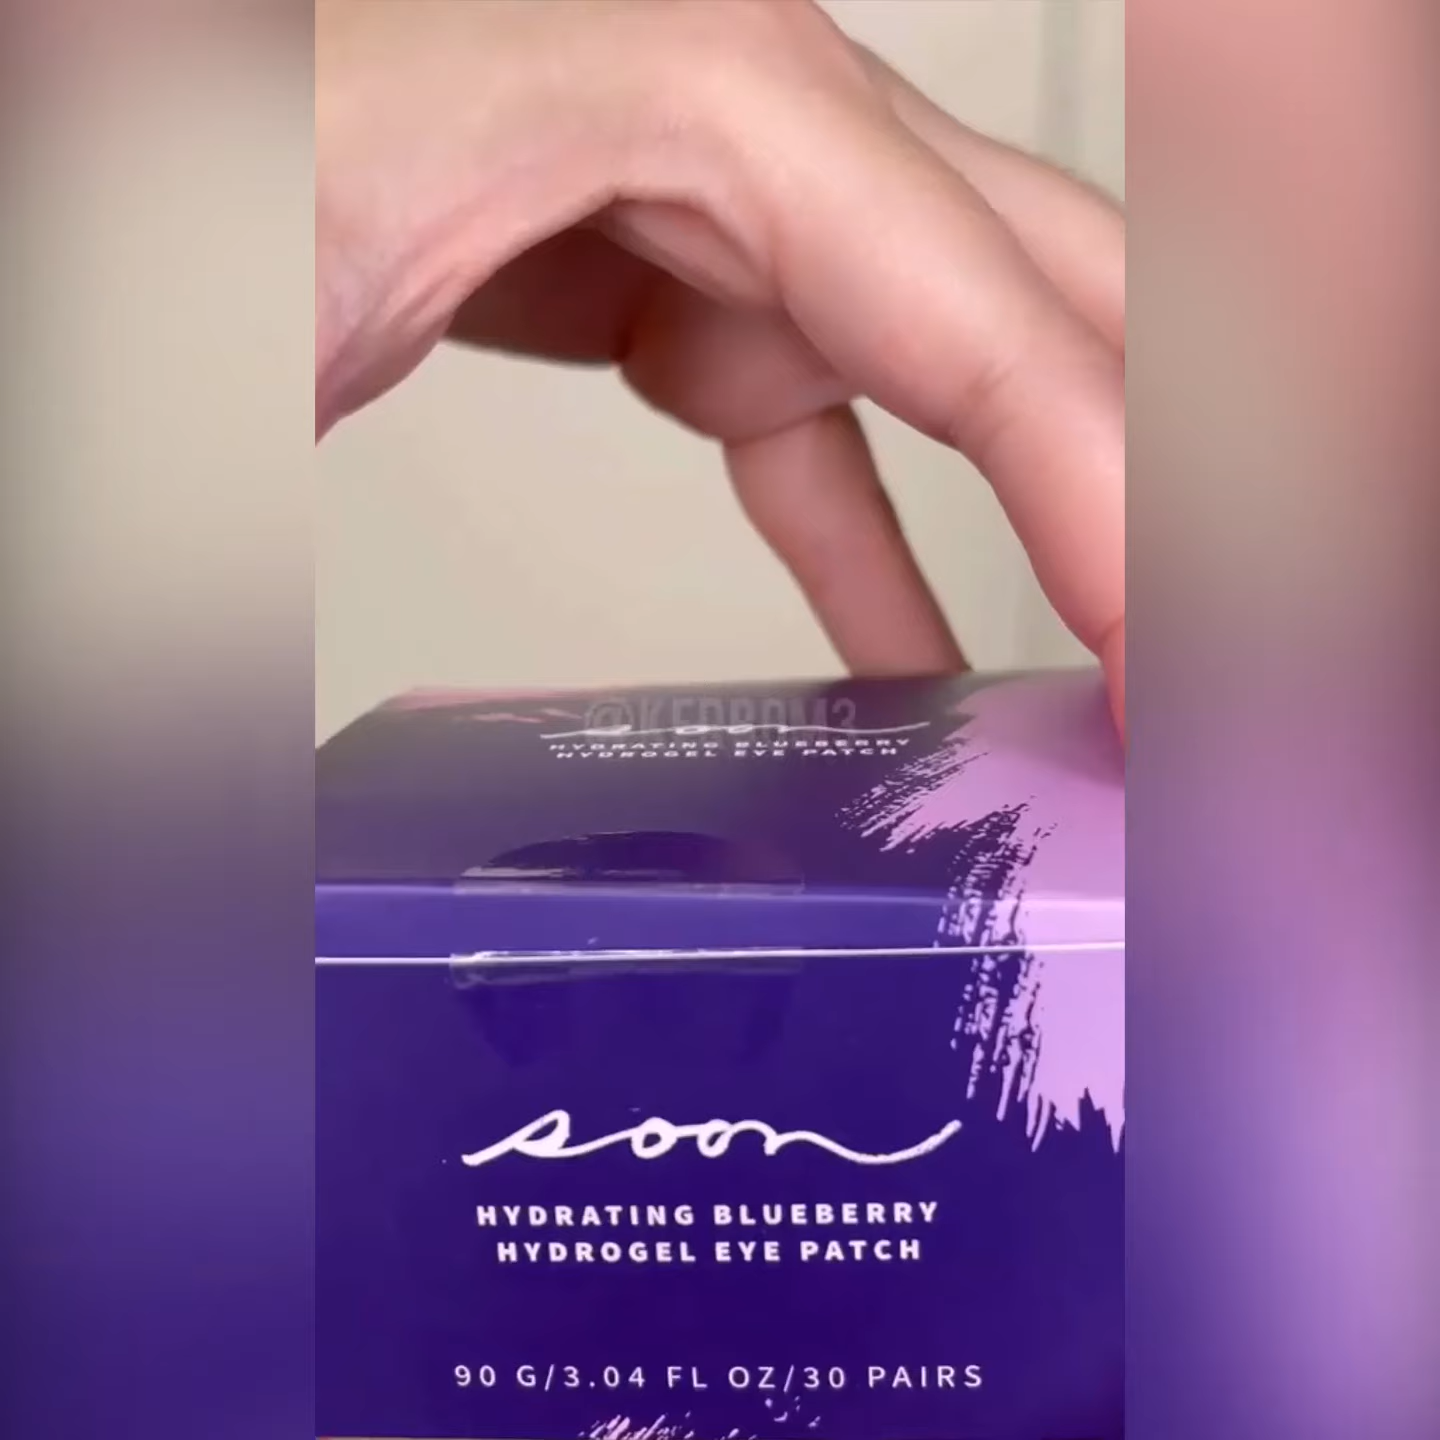 @KEDBOM3
soon
HYDRATING BLUEBERRY
HYDROGEL EYE PATCH
soon
HYDRATING BLUEBERRY
HYDROGEL EYE PATCH
90 G/3.04 FL OZ/30 PAIRS